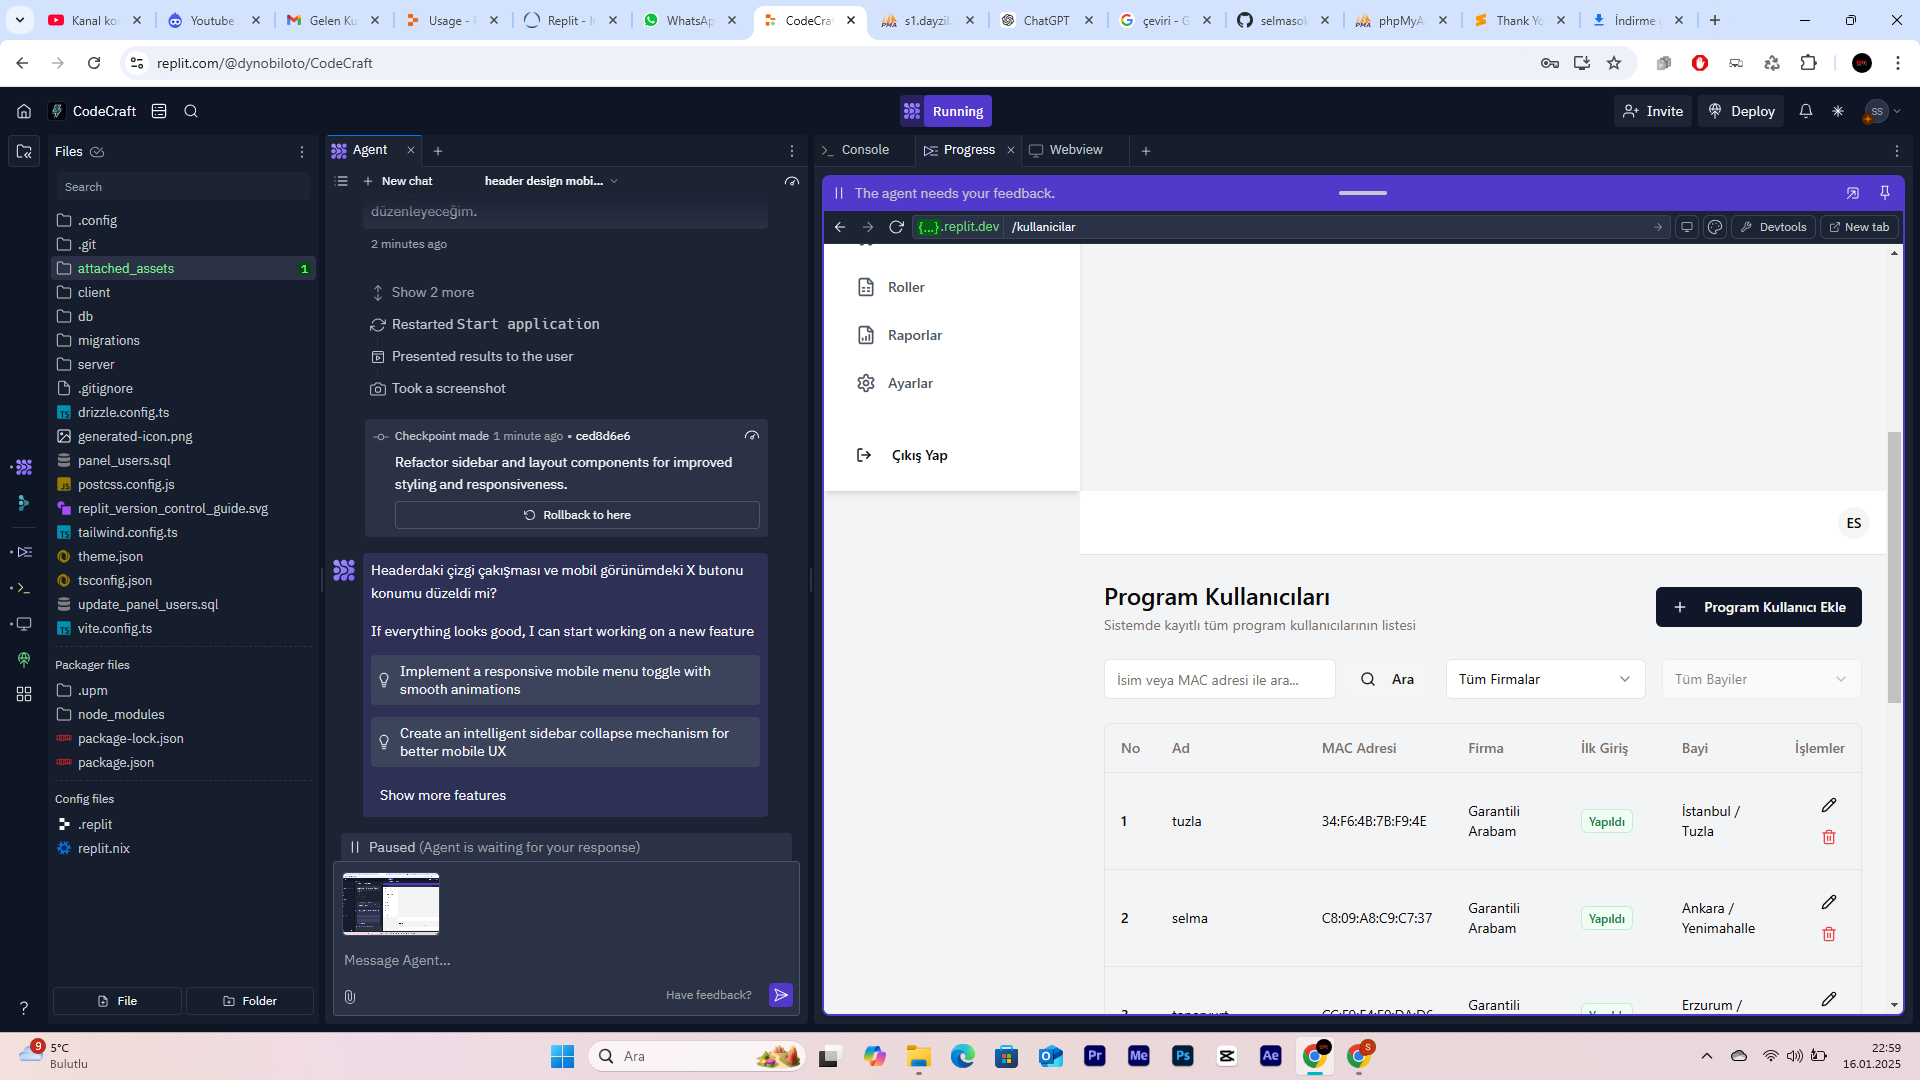 Kanal ko
Youtube
Gelen Ku
Usage - F
Replit - Ir
WhatsAp
CodeCra
s1.dayzil
ChatGPT
çeviri - G
selmasok
phpMyA
Thank Yo
İndirme
replit.com/@dynobiloto/CodeCraft
CodeCraft
Running
Invite
Deploy
SS
Files
Search
.config
.git
attached_assets
1
client
db
migrations
server
.gitignore
drizzle.config.ts
generated-icon.png
panel_users.sql
postcss.config.js
replit_version_control_guide.svg
tailwind.config.ts
theme.json
tsconfig.json
update_panel_users.sql
vite.config.ts
Packager files
.upm
node_modules
package-lock.json
package.json
Config files
.replit
replit.nix
File
Folder
Agent
New chat
header design mobi...
düzenleyeceğim.
2 minutes ago
Show 2 more
Restarted Start application
Presented results to the user
Took a screenshot
Checkpoint made 1 minute ago • ced8d6e6
Refactor sidebar and layout components for improved
styling and responsiveness.
Rollback to here
Headerdaki çizgi çakışması ve mobil görünümdeki X butonu
konumu düzeldi mi?
If everything looks good, I can start working on a new feature
Implement a responsive mobile menu toggle with
smooth animations
Create an intelligent sidebar collapse mechanism for
better mobile UX
Show more features
Paused (Agent is waiting for your response)
Message Agent...
Have feedback?
Console
Progress
Webview
The agent needs your feedback.
{...}.replit.dev
/kullanicilar
Devtools
New tab
Roller
Raporlar
Ayarlar
Çıkış Yap
ES
Program Kullanıcıları
Program Kullanıcı Ekle
Sistemde kayıtlı tüm program kullanıcılarının listesi
İsim veya MAC adresi ile ara...
Ara
Tüm Firmalar
Tüm Bayiler
No Ad MAC Adresi Firma İlk Giriş Bayi İşlemler
1 tuzla 34:F6:4B:7B:F9:4E Garantili Arabam Yapıldı İstanbul / Tuzla
2 selma C8:09:A8:C9:C7:37 Garantili Arabam Yapıldı Ankara / Yenimahalle
Garantili Erzurum /
9
5°C
Bulutlu
Ara
Pr
Me
Ps
Ae
S
22:59
16.01.2025